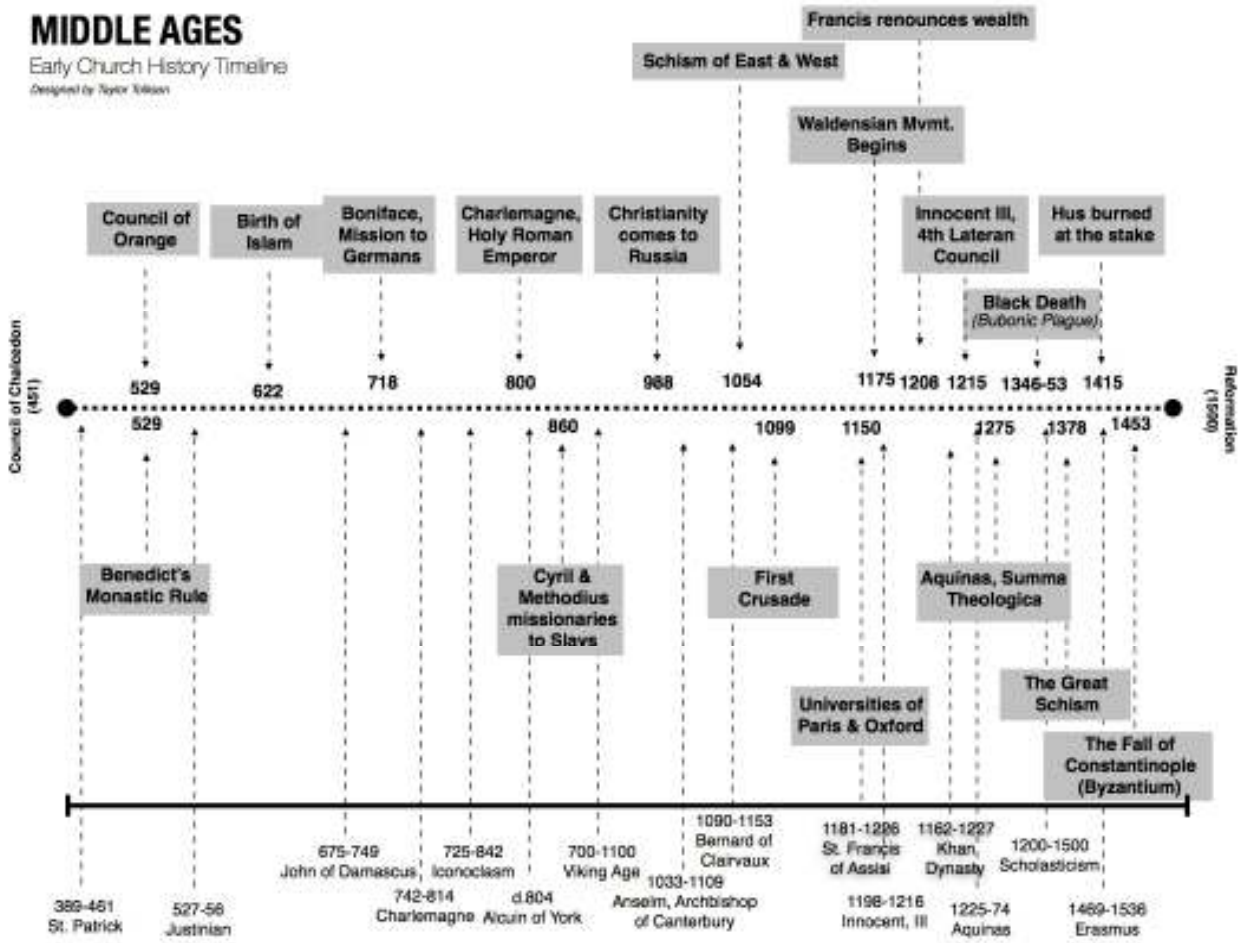 MIDDLE AGES
Early Church History Timeline
Designed by Taylor Tollison
Francis renounces wealth
Schism of East & West
Waldensian Mvmt.
Begins
Council of
Orange
Birth of
Islam
Boniface,
Mission to
Germans
Charlemagne,
Holy Roman
Emperor
Christianity
comes to
Russia
Innocent III,
4th Lateran
Council
Hus burned
at the stake
Black Death
(Bubonic Plague)
Council of Chalcedon
(451)
529
622
718
800
988
1054
1175
1208
1215
1346-53
1415
Reformation
(1500)
529
860
1099
1150
1275
1378
1453
Benedict's
Monastic Rule
Cyril &
Methodius
missionaries
to Slavs
First
Crusade
Aquinas, Summa
Theologica
Universities of
Paris & Oxford
The Great
Schism
The Fall of
Constantinople
(Byzantium)
389-461
St. Patrick
527-56
Justinian
675-749
John of Damascus
742-814
Charlemagne
725-842
Iconoclasm
d.804
Alcuin of York
700-1100
Viking Age
1033-1109
Anselm, Archbishop
of Canterbury
1090-1153
Bernard of
Clairvaux
1181-1226
St. Francis
of Assisi
1198-1216
Innocent, III
1162-1227
Khan,
Dynasty
1225-74
Aquinas
1200-1500
Scholasticism
1469-1536
Erasmus